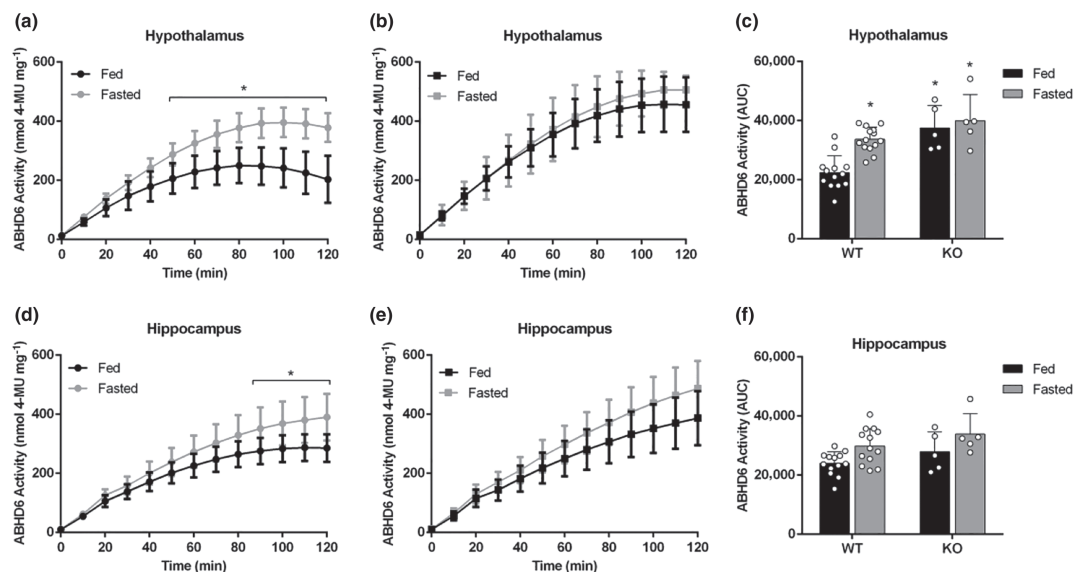 (a)
Hypothalamus
ABHD6 Activity (nmol 4-MU mg⁻¹)
600
400
200
0
Fed
Fasted
*
0 20 40 60 80 100 120
Time (min)
(b)
Hypothalamus
ABHD6 Activity (nmol 4-MU mg⁻¹)
600
400
200
0
Fed
Fasted
0 20 40 60 80 100 120
Time (min)
(c)
Hypothalamus
ABHD6 Activity (AUC)
60,000
40,000
20,000
0
* * *
Fed
Fasted
WT KO
(d)
Hippocampus
ABHD6 Activity (nmol 4-MU mg⁻¹)
600
400
200
0
Fed
Fasted
*
0 20 40 60 80 100 120
Time (min)
(e)
Hippocampus
ABHD6 Activity (nmol 4-MU mg⁻¹)
600
400
200
0
Fed
Fasted
0 20 40 60 80 100 120
Time (min)
(f)
Hippocampus
ABHD6 Activity (AUC)
60,000
40,000
20,000
0
Fed
Fasted
WT KO